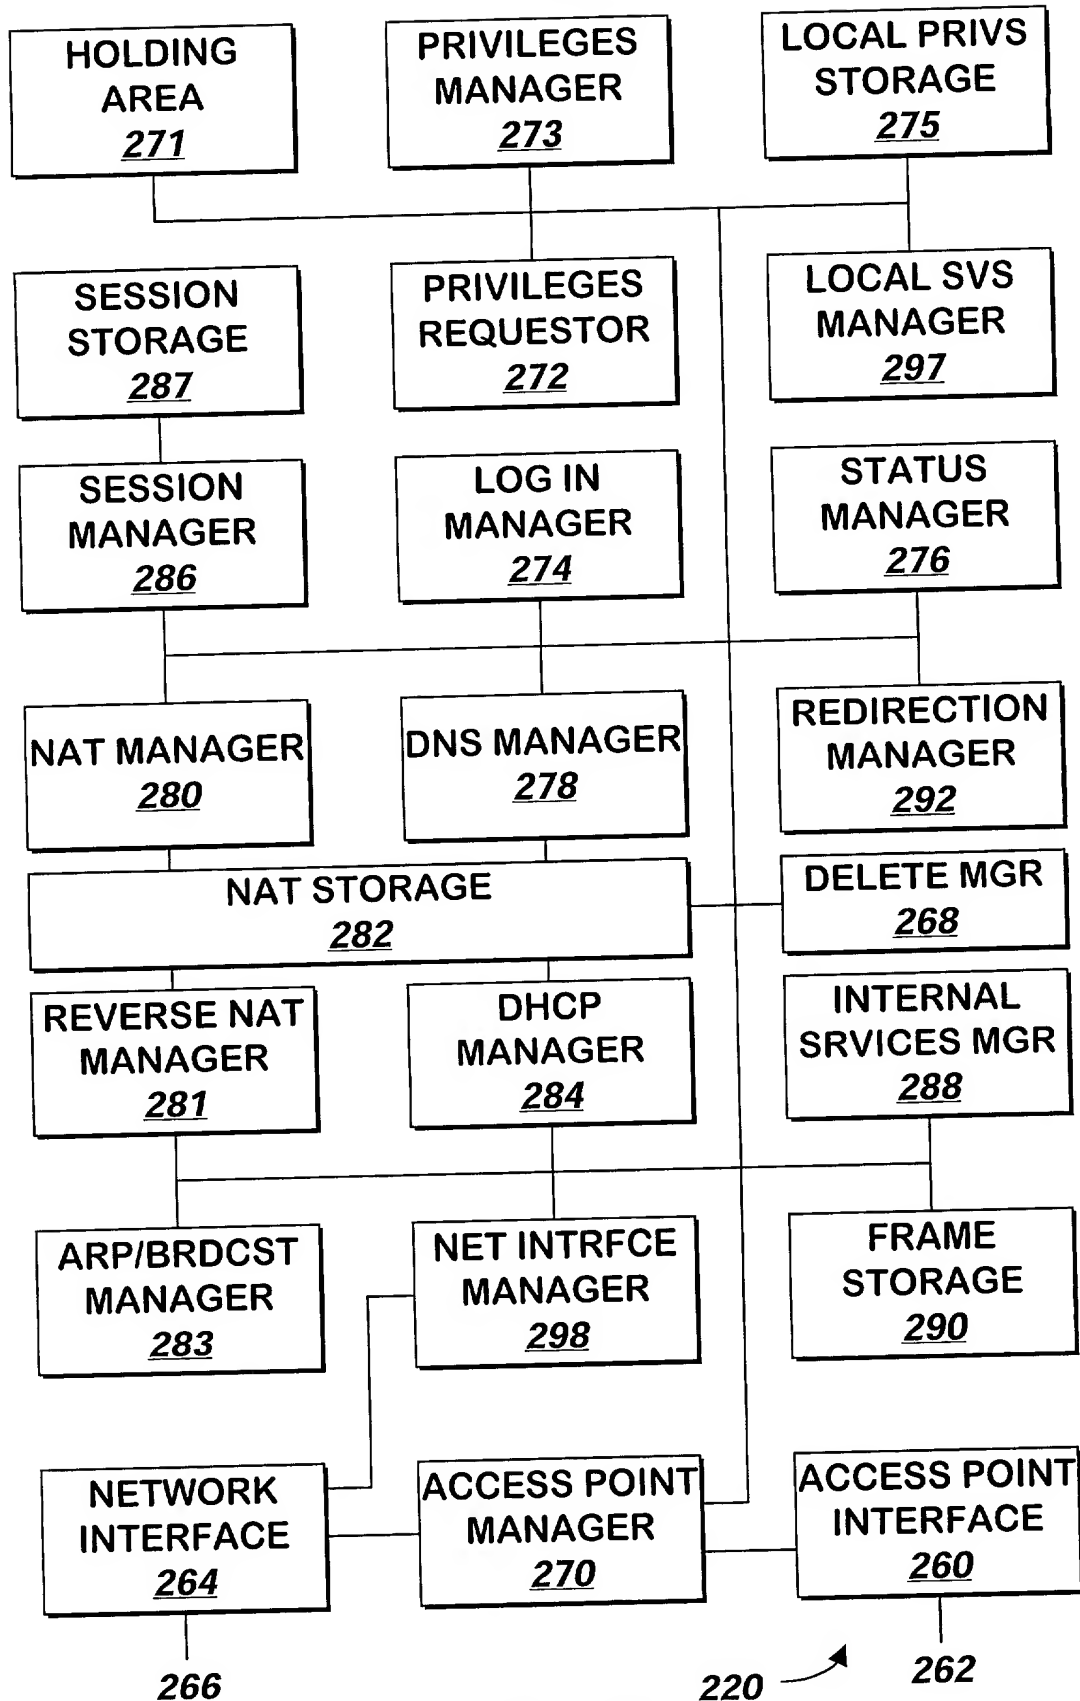 HOLDING
AREA
271
PRIVILEGES
MANAGER
273
LOCAL PRIVS
STORAGE
275
SESSION
STORAGE
287
PRIVILEGES
REQUESTOR
272
LOCAL SVS
MANAGER
297
SESSION
MANAGER
286
LOG IN
MANAGER
274
STATUS
MANAGER
276
NAT MANAGER
280
DNS MANAGER
278
REDIRECTION
MANAGER
292
NAT STORAGE
282
DELETE MGR
268
REVERSE NAT
MANAGER
281
DHCP
MANAGER
284
INTERNAL
SRVICES MGR
288
ARP/BRDCST
MANAGER
283
NET INTRFCE
MANAGER
298
FRAME
STORAGE
290
NETWORK
INTERFACE
264
ACCESS POINT
MANAGER
270
ACCESS POINT
INTERFACE
260
266
220
262